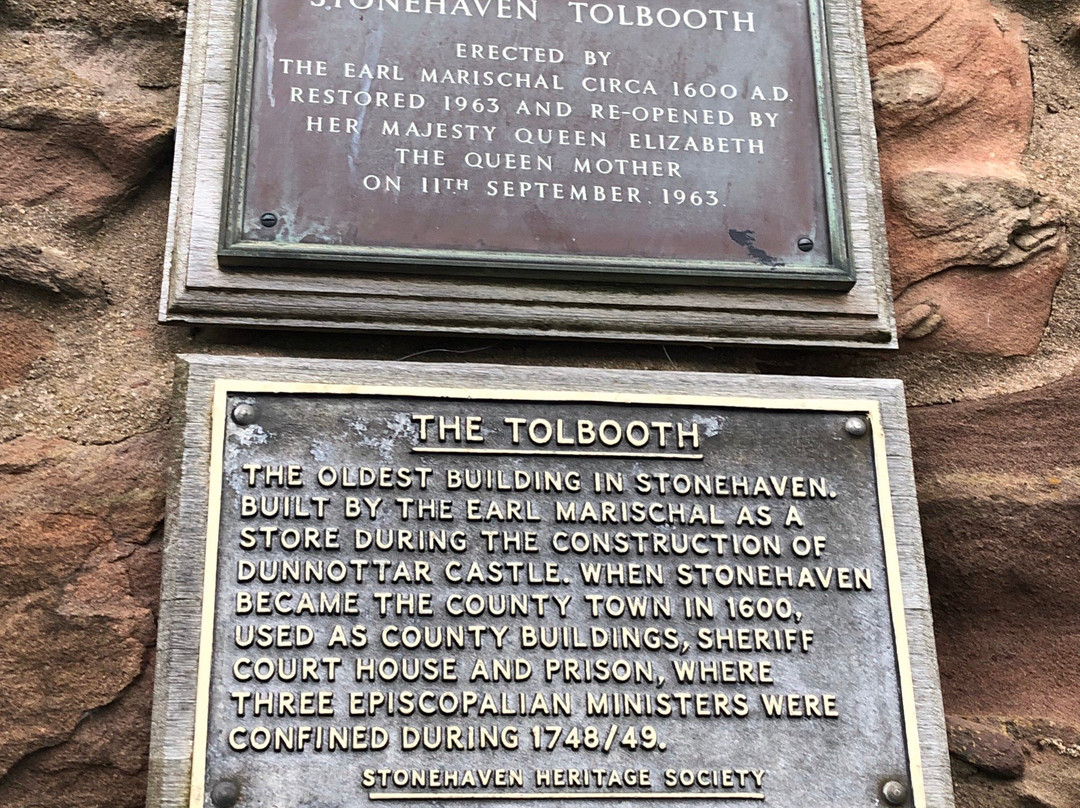 STONEHAVEN TOLBOOTH
ERECTED BY
THE EARL MARISCHAL CIRCA 1600 A.D.
RESTORED 1963 AND RE-OPENED BY
HER MAJESTY QUEEN ELIZABETH
THE QUEEN MOTHER
ON 11TH SEPTEMBER. 1963.
THE TOLBOOTH
THE OLDEST BUILDING IN STONEHAVEN.
BUILT BY THE EARL MARISCHAL AS A
STORE DURING THE CONSTRUCTION OF
DUNNOTTAR CASTLE. WHEN STONEHAVEN
BECAME THE COUNTY TOWN IN 1600,
USED AS COUNTY BUILDINGS, SHERIFF
COURT HOUSE AND PRISON, WHERE
THREE EPISCOPALIAN MINISTERS WERE
CONFINED DURING 1748/49.
STONEHAVEN HERITAGE SOCIETY